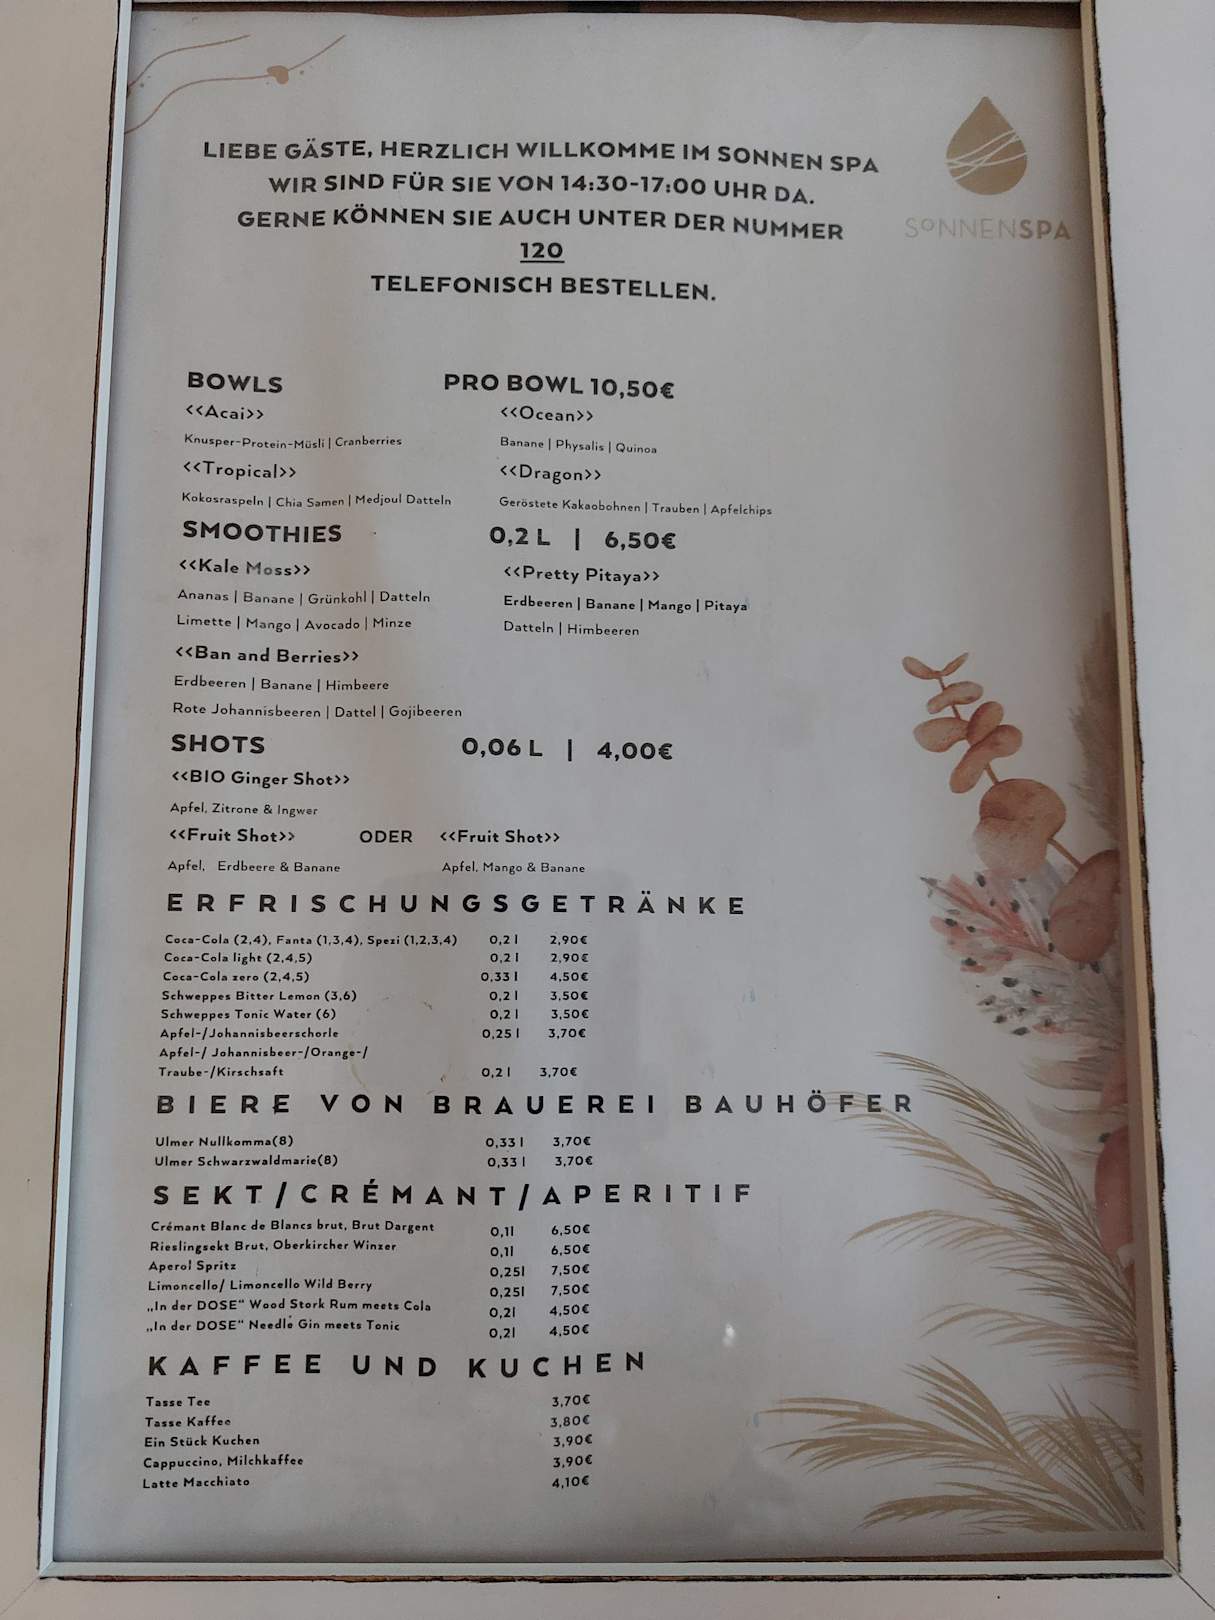 LIEBE GÄSTE, HERZLICH WILLKOMME IM SONNEN SPA
WIR SIND FÜR SIE VON 14:30-17:00 UHR DA.
GERNE KÖNNEN SIE AUCH UNTER DER NUMMER
120
TELEFONISCH BESTELLEN.
SONNENSPA
BOWLS PRO BOWL 10,50€
<<Acai>> <<Ocean>>
Knusper-Protein-Müsli | Cranberries Banane | Physalis | Quinoa
<<Tropical>> <<Dragon>>
Kokosraspeln | Chia Samen | Medjoul Datteln Geröstete Kakaobohnen | Trauben | Apfelchips
SMOOTHIES 0,2 L | 6,50€
<<Kale Moss>> <<Pretty Pitaya>>
Ananas | Banane | Grünkohl | Datteln Erdbeeren | Banane | Mango | Pitaya
Limette | Mango | Avocado | Minze Datteln | Himbeeren
<<Ban and Berries>>
Erdbeeren | Banane | Himbeere
Rote Johannisbeeren | Dattel | Gojibeeren
SHOTS 0,06 L | 4,00€
<<BIO Ginger Shot>>
Apfel, Zitrone & Ingwer
<<Fruit Shot>> ODER <<Fruit Shot>>
Apfel, Erdbeere & Banane Apfel, Mango & Banane
ERFRISCHUNGSGETRÄNKE
Coca-Cola (2,4), Fanta (1,3,4), Spezi (1,2,3,4) 0,2 l 2,90€
Coca-Cola light (2,4,5) 0,2 l 2,90€
Coca-Cola zero (2,4,5) 0,33 l 4,50€
Schweppes Bitter Lemon (3,6) 0,2 l 3,50€
Schweppes Tonic Water (6) 0,2 l 3,50€
Apfel-/Johannisbeerschorle 0,25 l 3,70€
Apfel-/ Johannisbeer-/Orange-/
Traube-/Kirschsaft 0,2 l 3,70€
BIERE VON BRAUEREI BAUHÖFER
Ulmer Nullkomma(8) 0,33 l 3,70€
Ulmer Schwarzwaldmarie(8) 0,33 l 3,70€
SEKT/CRÉMANT/APERITIF
Crémant Blanc de Blancs brut, Brut Dargent 0,1l 6,50€
Rieslingsekt Brut, Oberkircher Winzer 0,1l 6,50€
Aperol Spritz 0,25l 7,50€
Limoncello/ Limoncello Wild Berry 0,25l 7,50€
„In der DOSE“ Wood Stork Rum meets Cola 0,2l 4,50€
„In der DOSE“ Needle Gin meets Tonic 0,2l 4,50€
KAFFEE UND KUCHEN
Tasse Tee 3,70€
Tasse Kaffee 3,80€
Ein Stück Kuchen 3,90€
Cappuccino, Milchkaffee 3,90€
Latte Macchiato 4,10€